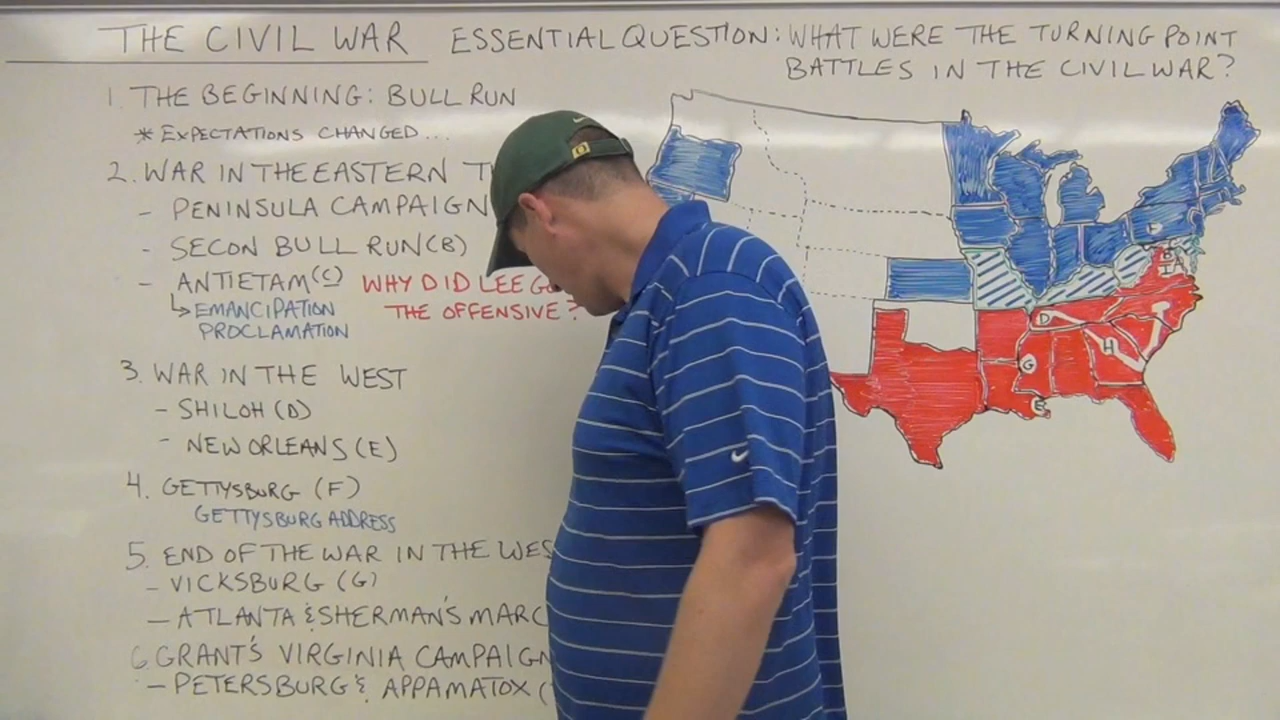 THE CIVIL WAR ESSENTIAL QUESTION: WHAT WERE THE TURNING POINT
BATTLES IN THE CIVIL WAR?
1. THE BEGINNING: BULL RUN
* EXPECTATIONS CHANGED...
2. WAR IN THE EASTERN
- PENINSULA CAMPAIGN
- SECON BULL RUN (B)
- ANTIETAM (C) WHY DID LEE
↳ EMANCIPATION THE OFFENSIVE?
PROCLAMATION
3. WAR IN THE WEST
- SHILOH (D)
- NEW ORLEANS (E)
4. GETTYSBURG (F)
GETTYSBURG ADDRESS
5. END OF THE WAR IN THE
- VICKSBURG (G)
- ATLANTA & SHERMAN'S
6 GRANT'S VIRGINIA CAMPAIGN
- PETERSBURG & APPAMATOX (
D
H
G
E